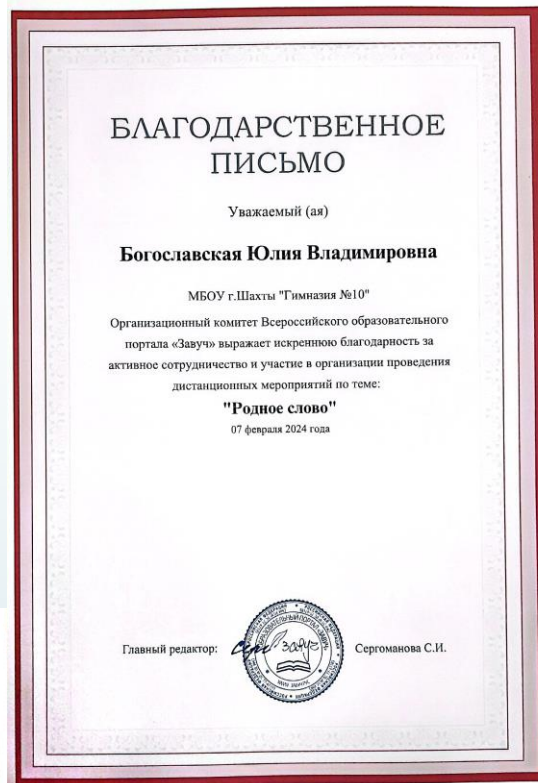 БЛАГОДАРСТВЕННОЕ
ПИСЬМО
Уважаемый (ая)
Богославская Юлия Владимировна
МБОУ г.Шахты "Гимназия №10"
Организационный комитет Всероссийского образовательного
портала «Завуч» выражает искреннюю благодарность за
активное сотрудничество и участие в организации проведения
дистанционных мероприятий по теме:
"Родное слово"
07 февраля 2024 года
Главный редактор:
завуч
Сергоманова С.И.